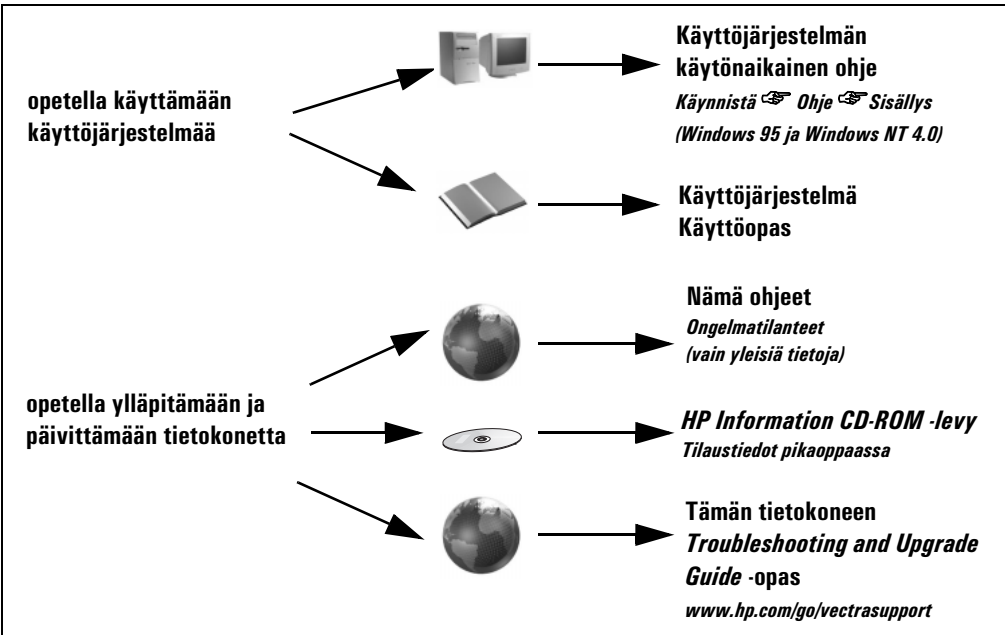 opetella käyttämään
käyttöjärjestelmää
Käyttöjärjestelmän
käytönaikainen ohje
Käynnistä ☞ Ohje ☞ Sisällys
(Windows 95 ja Windows NT 4.0)
Käyttöjärjestelmä
Käyttöopas
opetella ylläpitämään ja
päivittämään tietokonetta
Nämä ohjeet
Ongelmatilanteet
(vain yleisiä tietoja)
HP Information CD-ROM -levy
Tilaustiedot pikaoppaassa
Tämän tietokoneen
Troubleshooting and Upgrade
Guide -opas
www.hp.com/go/vectrasupport